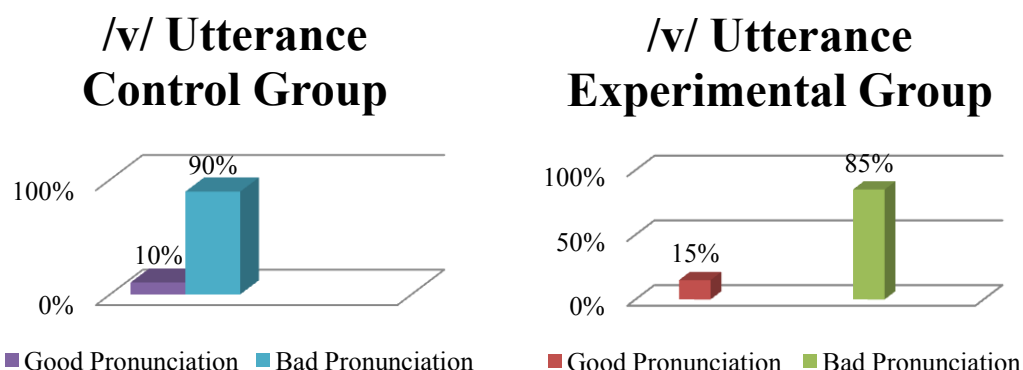 /v/ Utterance
Control Group
90%
100%
10%
0%
Good Pronunciation
Bad Pronunciation
/v/ Utterance
Experimental Group
85%
100%
50%
15%
0%
Good Pronunciation
Bad Pronunciation